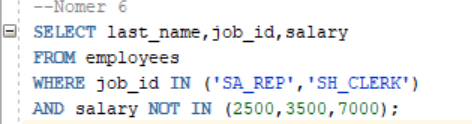 --Nomer 6
SELECT last_name,job_id,salary
FROM employees
WHERE job_id IN ('SA_REP','SH_CLERK')
AND salary NOT IN (2500,3500,7000);